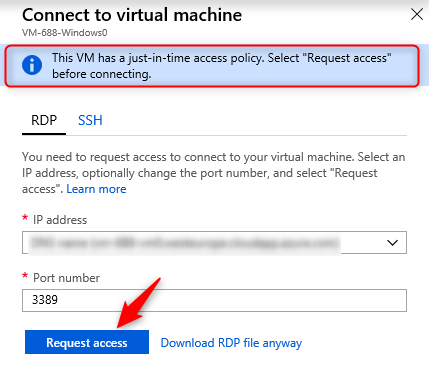 Connect to virtual machine
VM-688-Windows0
This VM has a just-in-time access policy. Select "Request access"
before connecting.
RDP SSH
You need to request access to connect to your virtual machine. Select an
IP address, optionally change the port number, and select "Request
access". Learn more
* IP address
* Port number
3389
Request access Download RDP file anyway